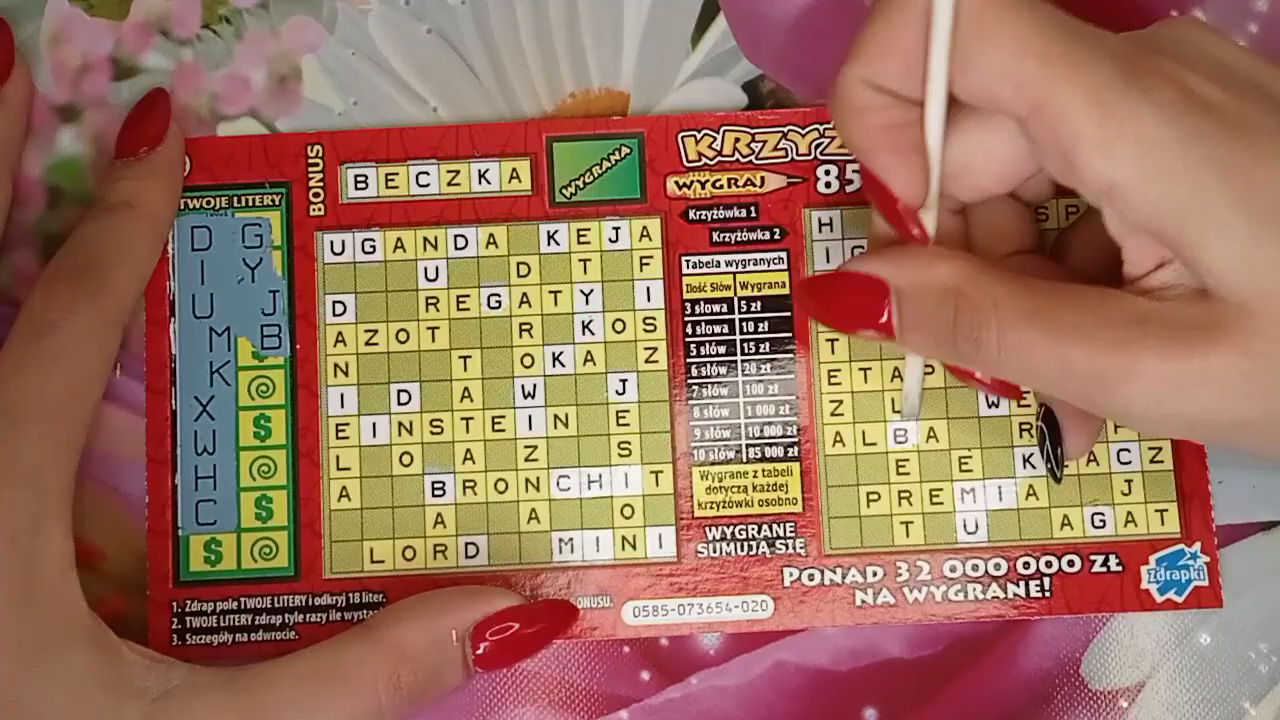 TWOJE LITERY
D G
I Y
U J
M B
K
X
W
H
C
BONUS
BECZKA
WYGRANA
UGANDA KEJA
U D T F
D REGATY I
AZOT R KOS
N T OKA Z
I D A W J
EINSTEIN E
L O A Z S
A BRONCHIT
A A O
LORD MINI
1. Zdrap pole TWOJE LITERY i odkryj 18 liter.
2. TWOJE LITERY zdrap tyle razy ile
3. Szczegóły na odwrocie.
0585-073654-020
KRZYŻ
WYGRAJ 85
Krzyżówka 1
Krzyżówka 2
Tabela wygranych
Ilość Słów Wygrana
3 słowa 5 zł
4 słowa 10 zł
5 słów 15 zł
6 słów 20 zł
7 słów 100 zł
8 słów 1 000 zł
9 słów 10 000 zł
10 słów 85 000 zł
Wygrane z tabeli
dotyczą każdej
krzyżówki osobno
WYGRANE
SUMUJĄ SIĘ
SP
H
I
T
ETAP
Z L W E
ALBA R
E E K ACZ
PREMIA J
T U AGAT
PONAD 32 000 000 ZŁ
NA WYGRANE!
Zdrapki